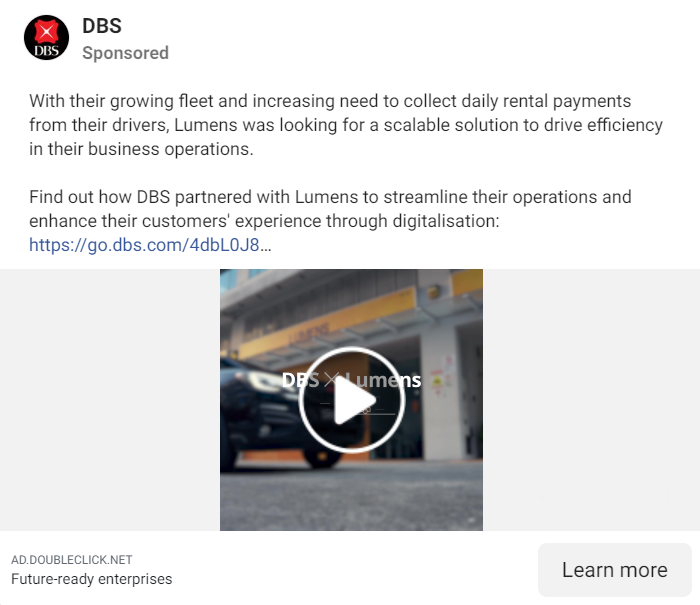 DBS
DBS
Sponsored
With their growing fleet and increasing need to collect daily rental payments
from their drivers, Lumens was looking for a scalable solution to drive efficiency
in their business operations.
Find out how DBS partnered with Lumens to streamline their operations and
enhance their customers' experience through digitalisation:
https://go.dbs.com/4dbL0J8...
LUMENS
DBS X Lumens
AD.DOUBLECLICK.NET
Future-ready enterprises
Learn more